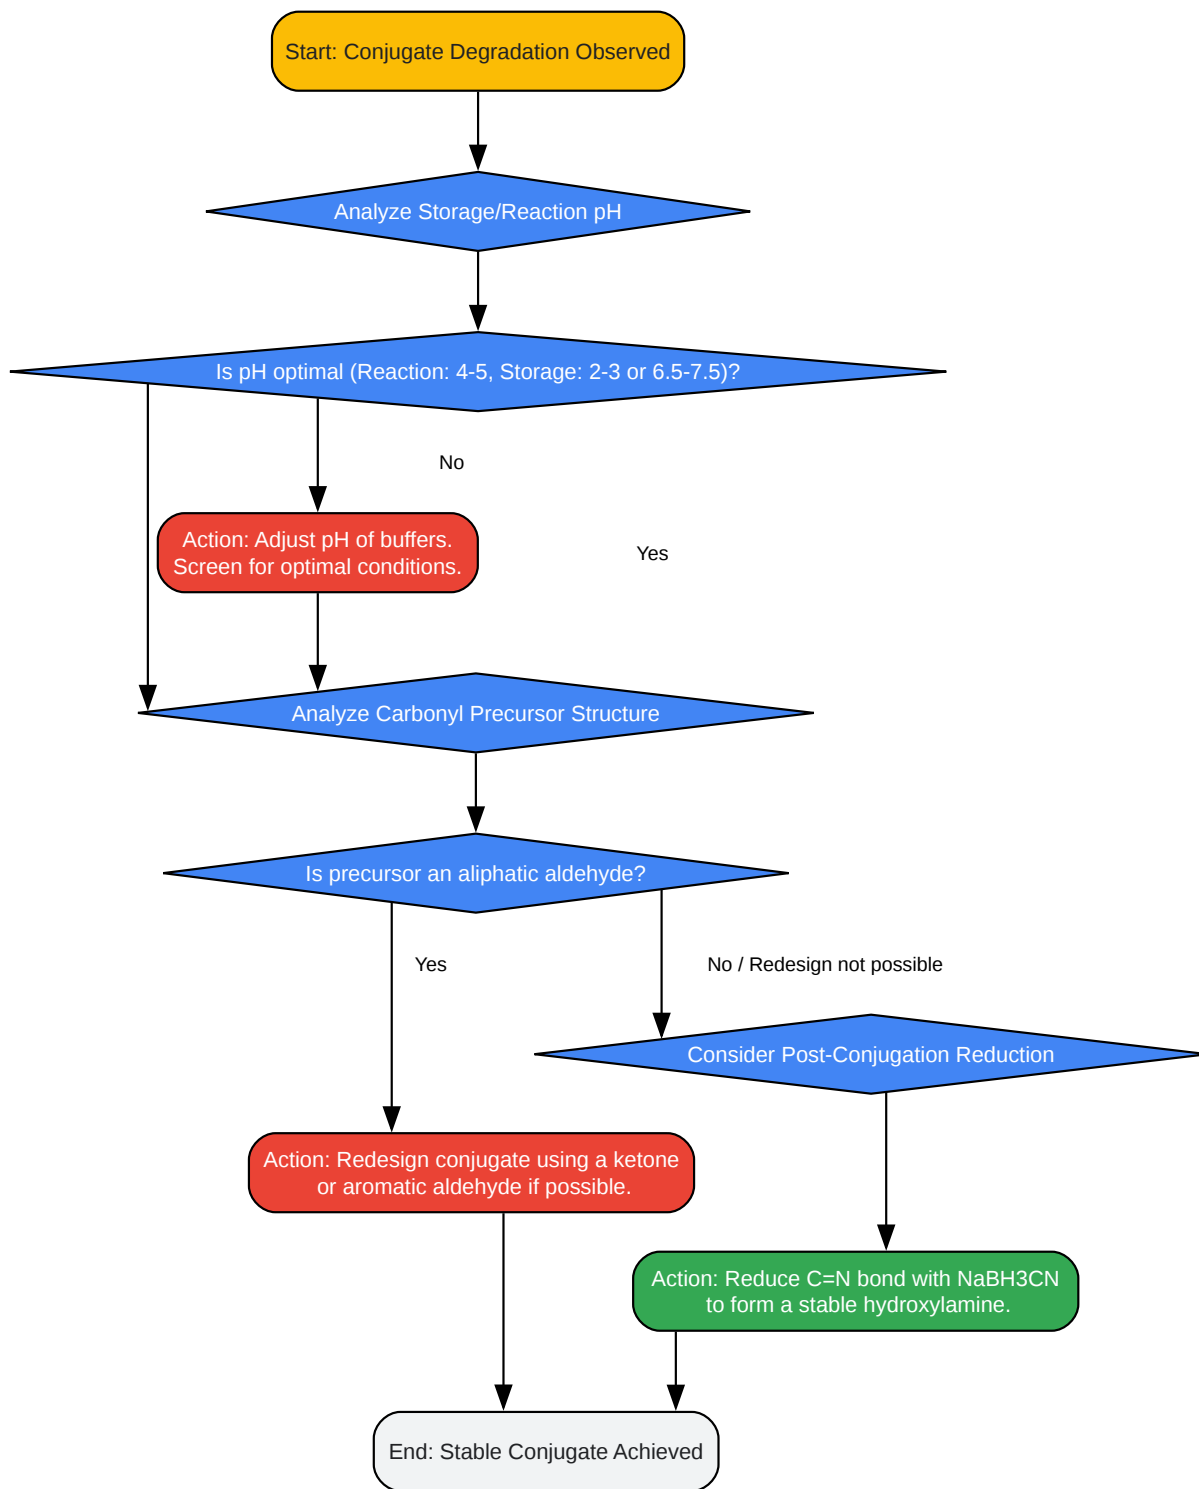 Start: Conjugate Degradation Observed
Analyze Storage/Reaction pH
Is pH optimal (Reaction: 4-5, Storage: 2-3 or 6.5-7.5)?
No
Action: Adjust pH of buffers.
Screen for optimal conditions.
Yes
Analyze Carbonyl Precursor Structure
Is precursor an aliphatic aldehyde?
Yes
No / Redesign not possible
Consider Post-Conjugation Reduction
Action: Redesign conjugate using a ketone
or aromatic aldehyde if possible.
Action: Reduce C=N bond with NaBH3CN
to form a stable hydroxylamine.
End: Stable Conjugate Achieved